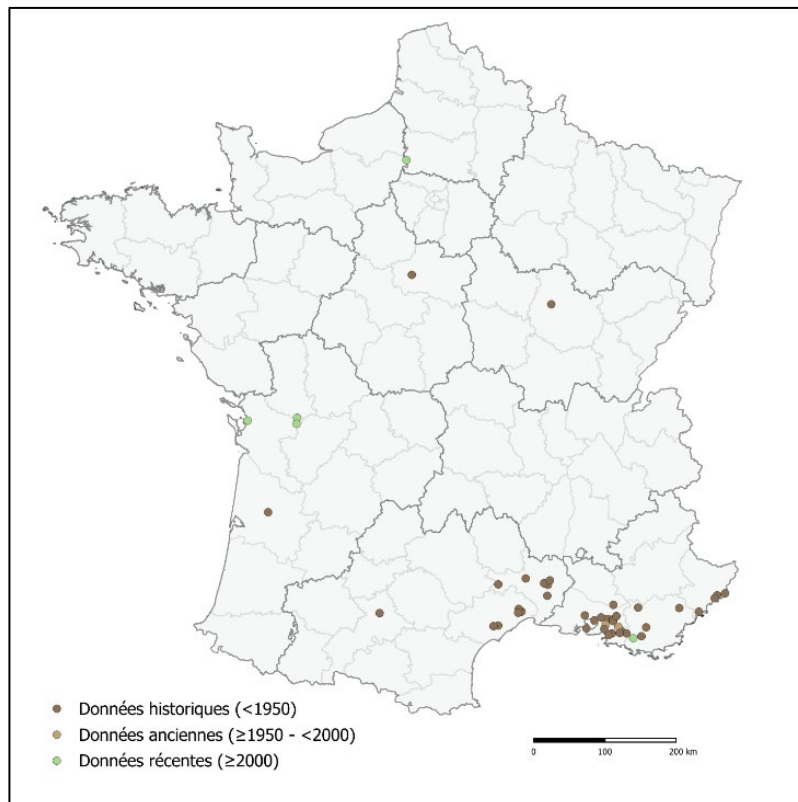 Données historiques (<1950)
Données anciennes (≥1950 - <2000)
Données récentes (≥2000)
0 100 200 km